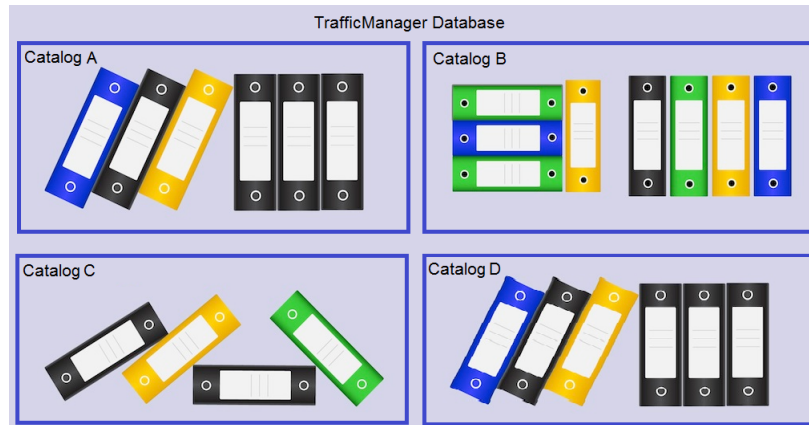 TrafficManager Database
Catalog A
Catalog B
Catalog C
Catalog D